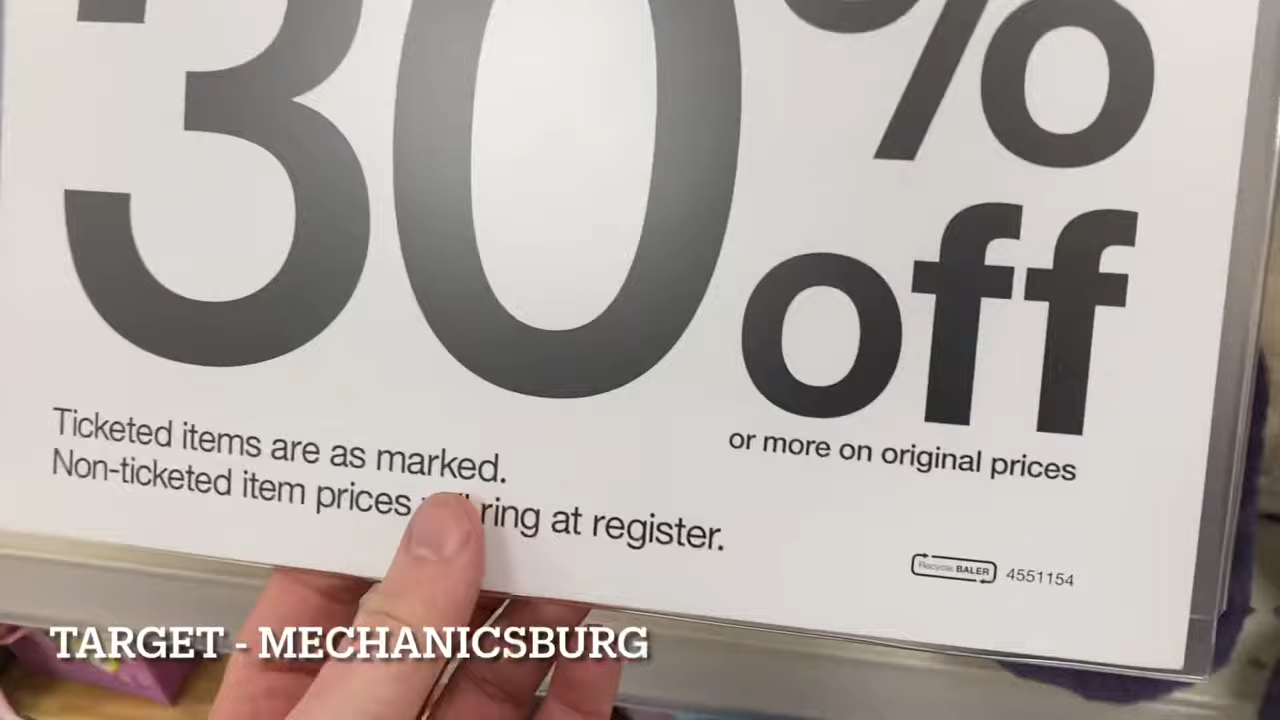 30%
off
or more on original prices
Ticketed items are as marked.
Non-ticketed item prices ring at register.
Recycle: BALER 4551154
TARGET - MECHANICSBURG